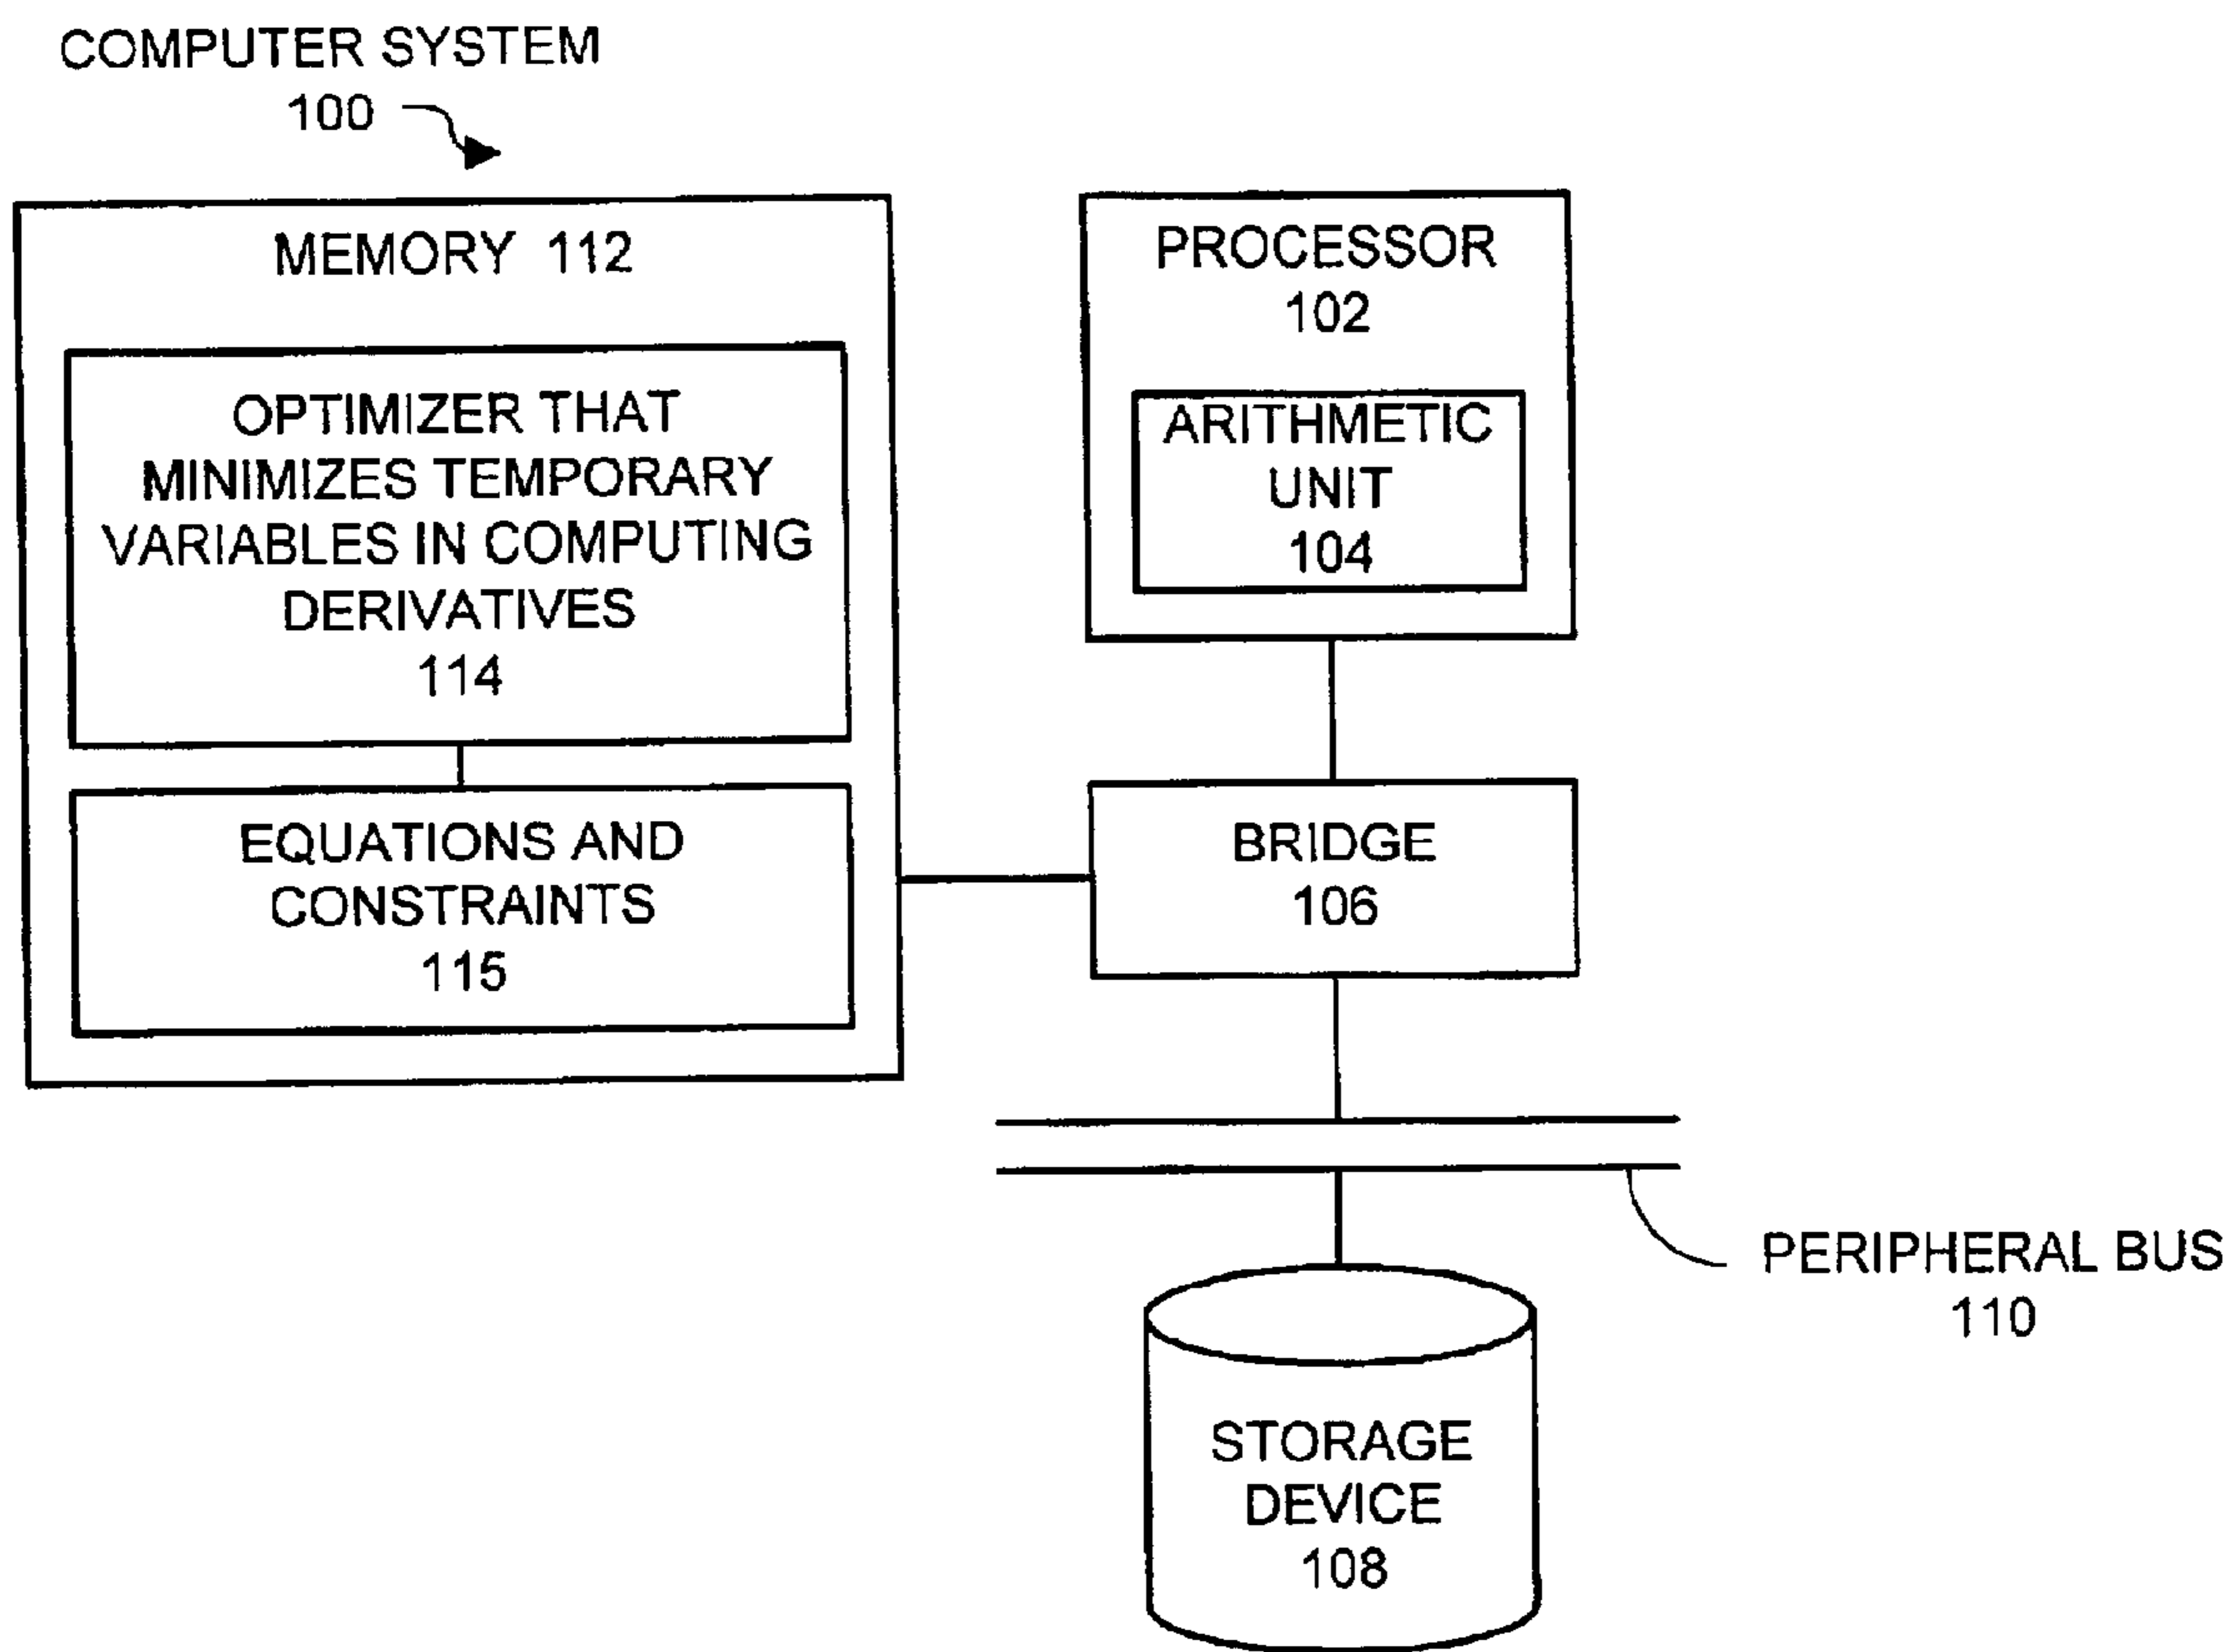 COMPUTER SYSTEM
100
MEMORY 112
OPTIMIZER THAT
MINIMIZES TEMPORARY
VARIABLES IN COMPUTING
DERIVATIVES
114
EQUATIONS AND
CONSTRAINTS
115
PROCESSOR
102
ARITHMETIC
UNIT
104
BRIDGE
106
PERIPHERAL BUS
110
STORAGE
DEVICE
108